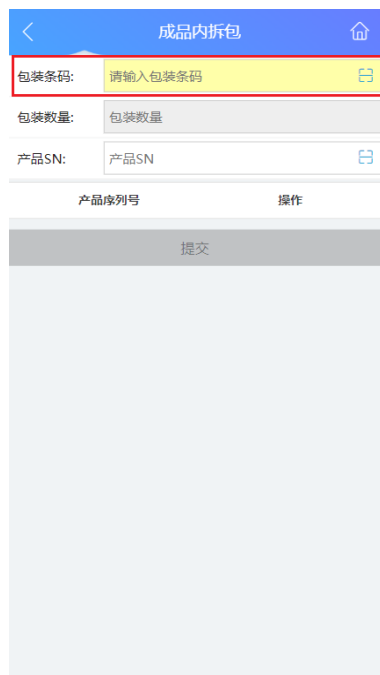 成品内拆包
包装条码: 请输入包装条码
包装数量: 包装数量
产品SN: 产品SN
产品序列号 操作
提交